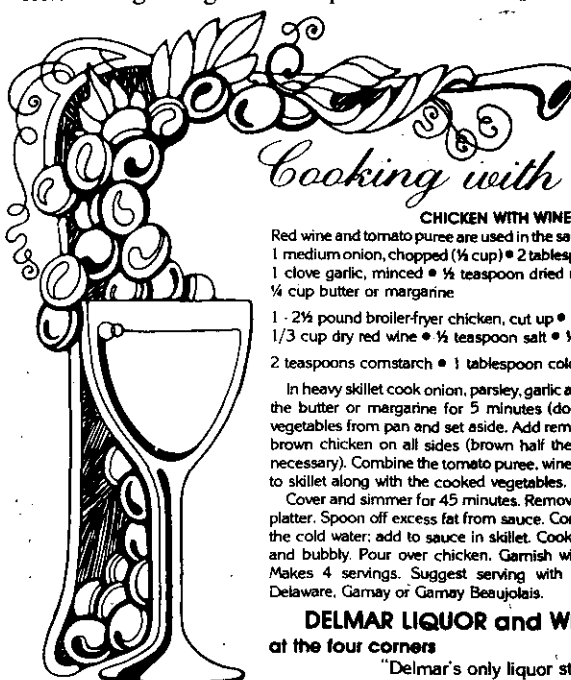 Cooking with
CHICKEN WITH WINE
Red wine and tomato puree are used in the sa
1 medium onion, chopped (½ cup) • 2 tables
1 clove garlic, minced • ½ teaspoon dried
¼ cup butter or margarine
1 - 2½ pound broiler-fryer chicken, cut up •
1/3 cup dry red wine • ½ teaspoon salt •
2 teaspoons cornstarch • 1 tablespoon col
In heavy skillet cook onion, parsley, garlic a
the butter or margarine for 5 minutes (do
vegetables from pan and set aside. Add rem
brown chicken on all sides (brown half the
necessary). Combine the tomato puree, wine
to skillet along with the cooked vegetables.
Cover and simmer for 45 minutes. Remov
platter. Spoon off excess fat from sauce. Cor
the cold water; add to sauce in skillet. Cook
and bubbly. Pour over chicken. Garnish wi
Makes 4 servings. Suggest serving with
Delaware, Gamay or Gamay Beaujolais.
DELMAR LIQUOR and WI
at the four corners
"Delmar's only liquor st